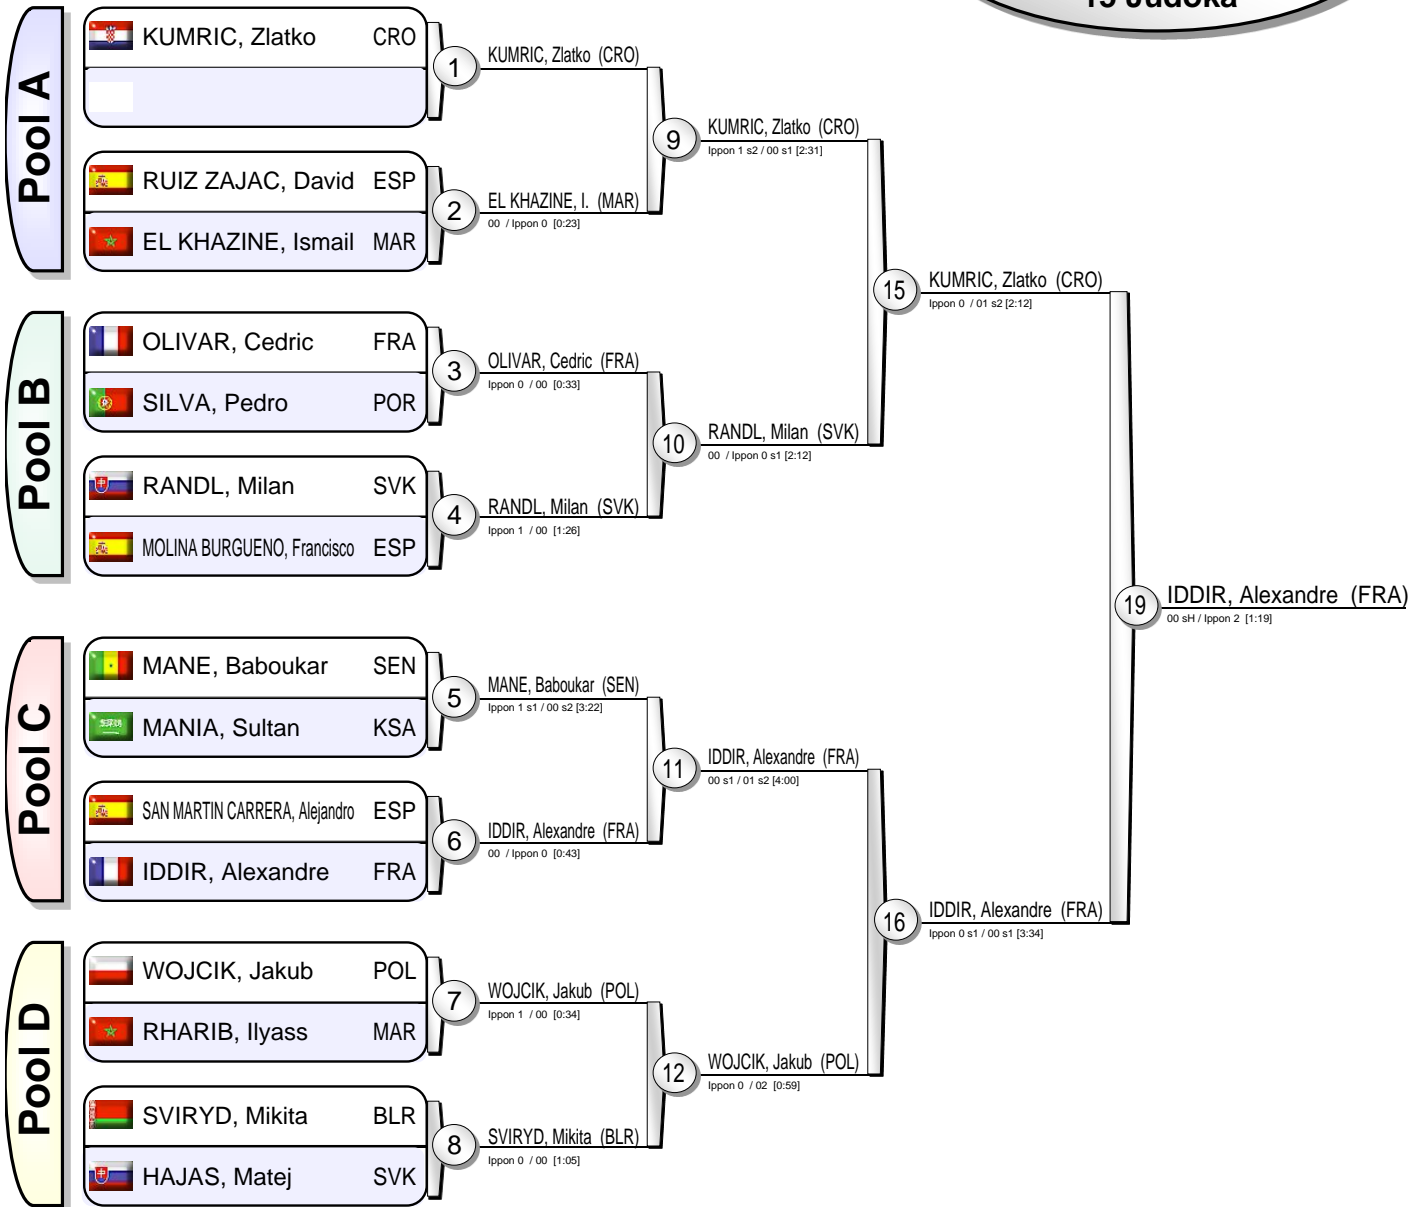 15 Judoka
Pool A
KUMRIC, Zlatko CRO
RUIZ ZAJAC, David ESP
EL KHAZINE, Ismail MAR
Pool B
OLIVAR, Cedric FRA
SILVA, Pedro POR
RANDL, Milan SVK
MOLINA BURGUENO, Francisco ESP
Pool C
MANE, Baboukar SEN
MANIA, Sultan KSA
SAN MARTIN CARRERA, Alejandro ESP
IDDIR, Alexandre FRA
Pool D
WOJCIK, Jakub POL
RHARIB, Ilyass MAR
SVIRYD, Mikita BLR
HAJAS, Matej SVK
1
KUMRIC, Zlatko (CRO)
2
EL KHAZINE, I. (MAR)
00 / Ippon 0 [0:23]
3
OLIVAR, Cedric (FRA)
Ippon 0 / 00 [0:33]
4
RANDL, Milan (SVK)
Ippon 1 / 00 [1:26]
5
MANE, Baboukar (SEN)
Ippon 1 s1 / 00 s2 [3:22]
6
IDDIR, Alexandre (FRA)
00 / Ippon 0 [0:43]
7
WOJCIK, Jakub (POL)
Ippon 1 / 00 [0:34]
8
SVIRYD, Mikita (BLR)
Ippon 0 / 00 [1:05]
9
KUMRIC, Zlatko (CRO)
Ippon 1 s2 / 00 s1 [2:31]
10
RANDL, Milan (SVK)
00 / Ippon 0 s1 [2:12]
11
IDDIR, Alexandre (FRA)
00 s1 / 01 s2 [4:00]
12
WOJCIK, Jakub (POL)
Ippon 0 / 02 [0:59]
15
KUMRIC, Zlatko (CRO)
Ippon 0 / 01 s2 [2:12]
16
IDDIR, Alexandre (FRA)
Ippon 0 s1 / 00 s1 [3:34]
19
IDDIR, Alexandre (FRA)
00 sH / Ippon 2 [1:19]